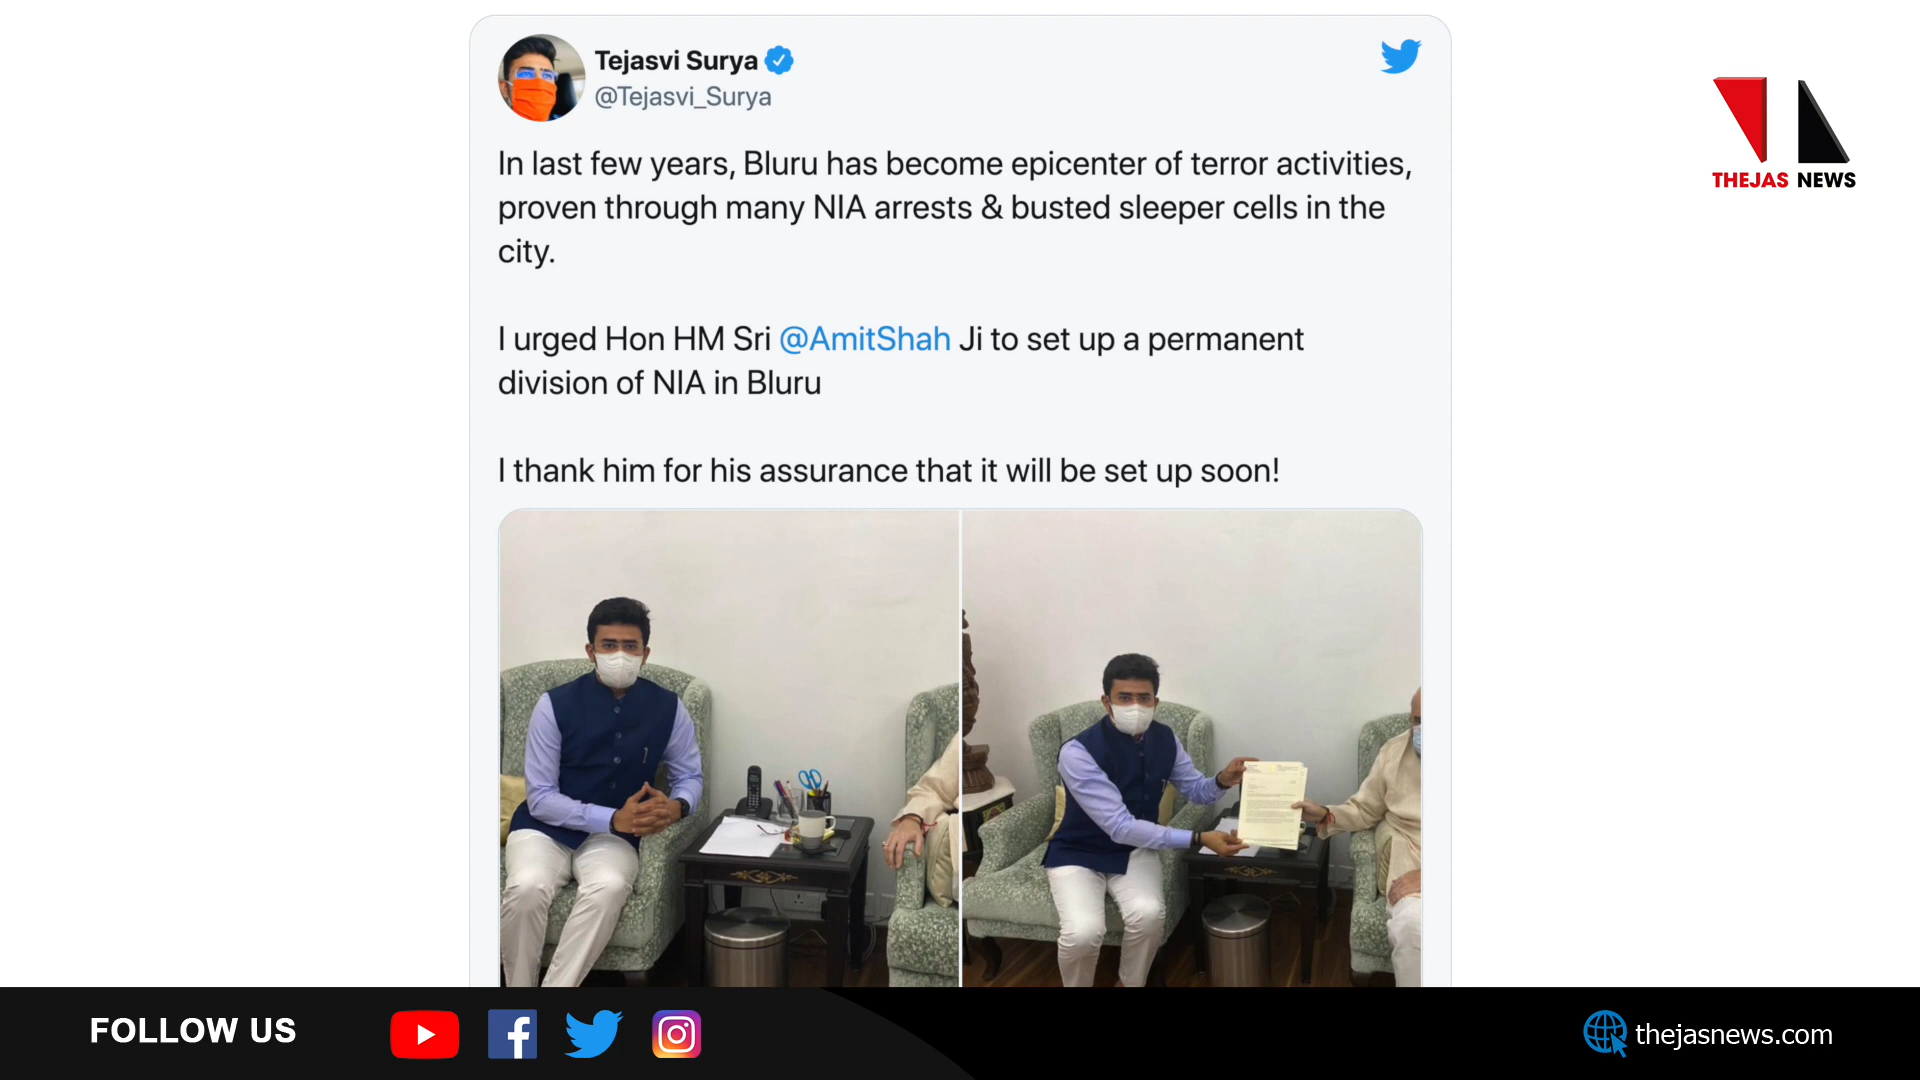 Tejasvi Surya
@Tejasvi_Surya
In last few years, Bluru has become epicenter of terror activities,
proven through many NIA arrests & busted sleeper cells in the
city.
I urged Hon HM Sri @AmitShah Ji to set up a permanent
division of NIA in Bluru
I thank him for his assurance that it will be set up soon!
THEJAS NEWS
FOLLOW US
thejasnews.com